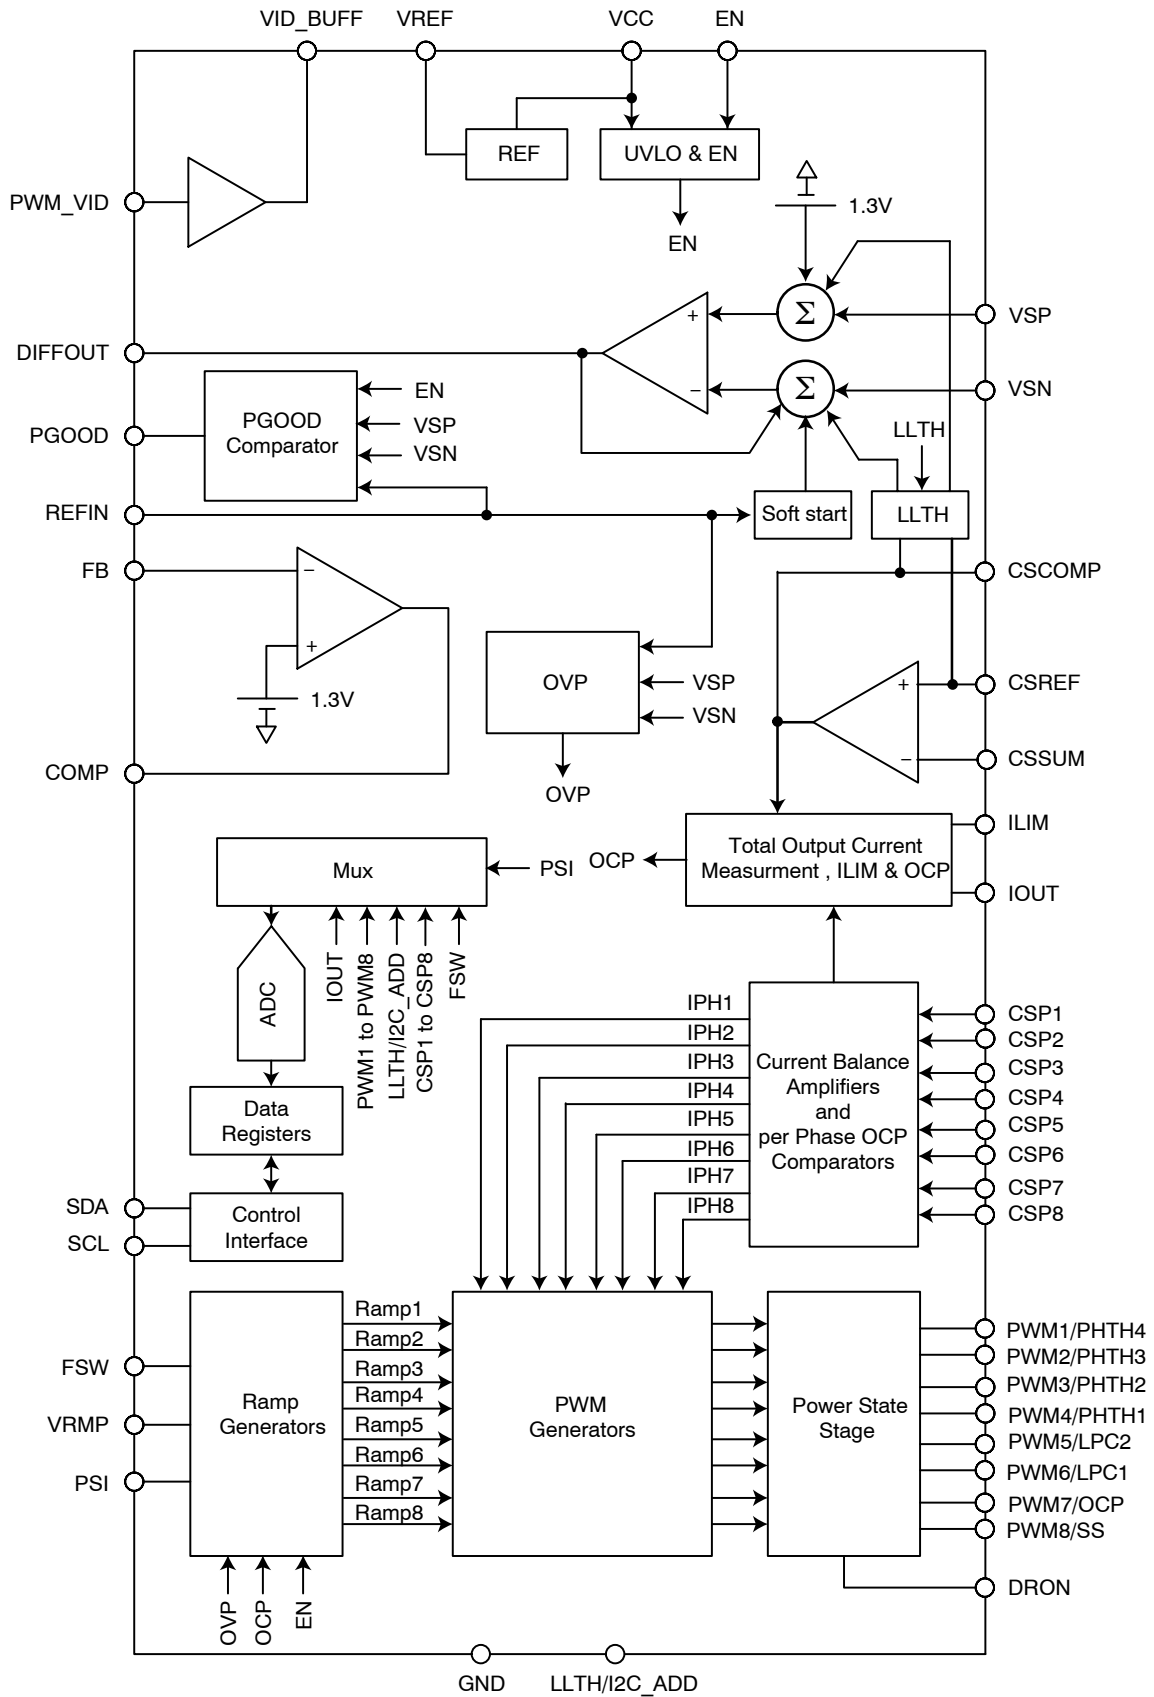 VID_BUFF VREF VCC EN
REF
UVLO & EN
PWM_VID
1.3V
EN
Σ
VSP
+
DIFFOUT
Σ
VSN
−
EN
PGOOD
Comparator
VSP
PGOOD
VSN
LLTH
REFIN
Soft start
LLTH
FB
−
CSCOMP
+
1.3V
OVP
VSP
VSN
+
CSREF
−
CSSUM
COMP
OVP
ILIM
Total Output Current
Measurment , ILIM & OCP
OCP
Mux
PSI
IOUT
IOUT
PWM1 to PWM8
LLTH/I2C_ADD
CSP1 to CSP8
FSW
ADC
IPH1
IPH2
IPH3
IPH4
IPH5
IPH6
IPH7
IPH8
Current Balance
Amplifiers
and
per Phase OCP
Comparators
CSP1
CSP2
CSP3
CSP4
CSP5
CSP6
CSP7
CSP8
Data
Registers
SDA
SCL
Control
Interface
Ramp1
Ramp2
Ramp3
Ramp4
Ramp5
Ramp6
Ramp7
Ramp8
FSW
VRMP
PSI
Ramp
Generators
PWM
Generators
Power State
Stage
PWM1/PHTH4
PWM2/PHTH3
PWM3/PHTH2
PWM4/PHTH1
PWM5/LPC2
PWM6/LPC1
PWM7/OCP
PWM8/SS
DRON
OVP
OCP
EN
GND
LLTH/I2C_ADD